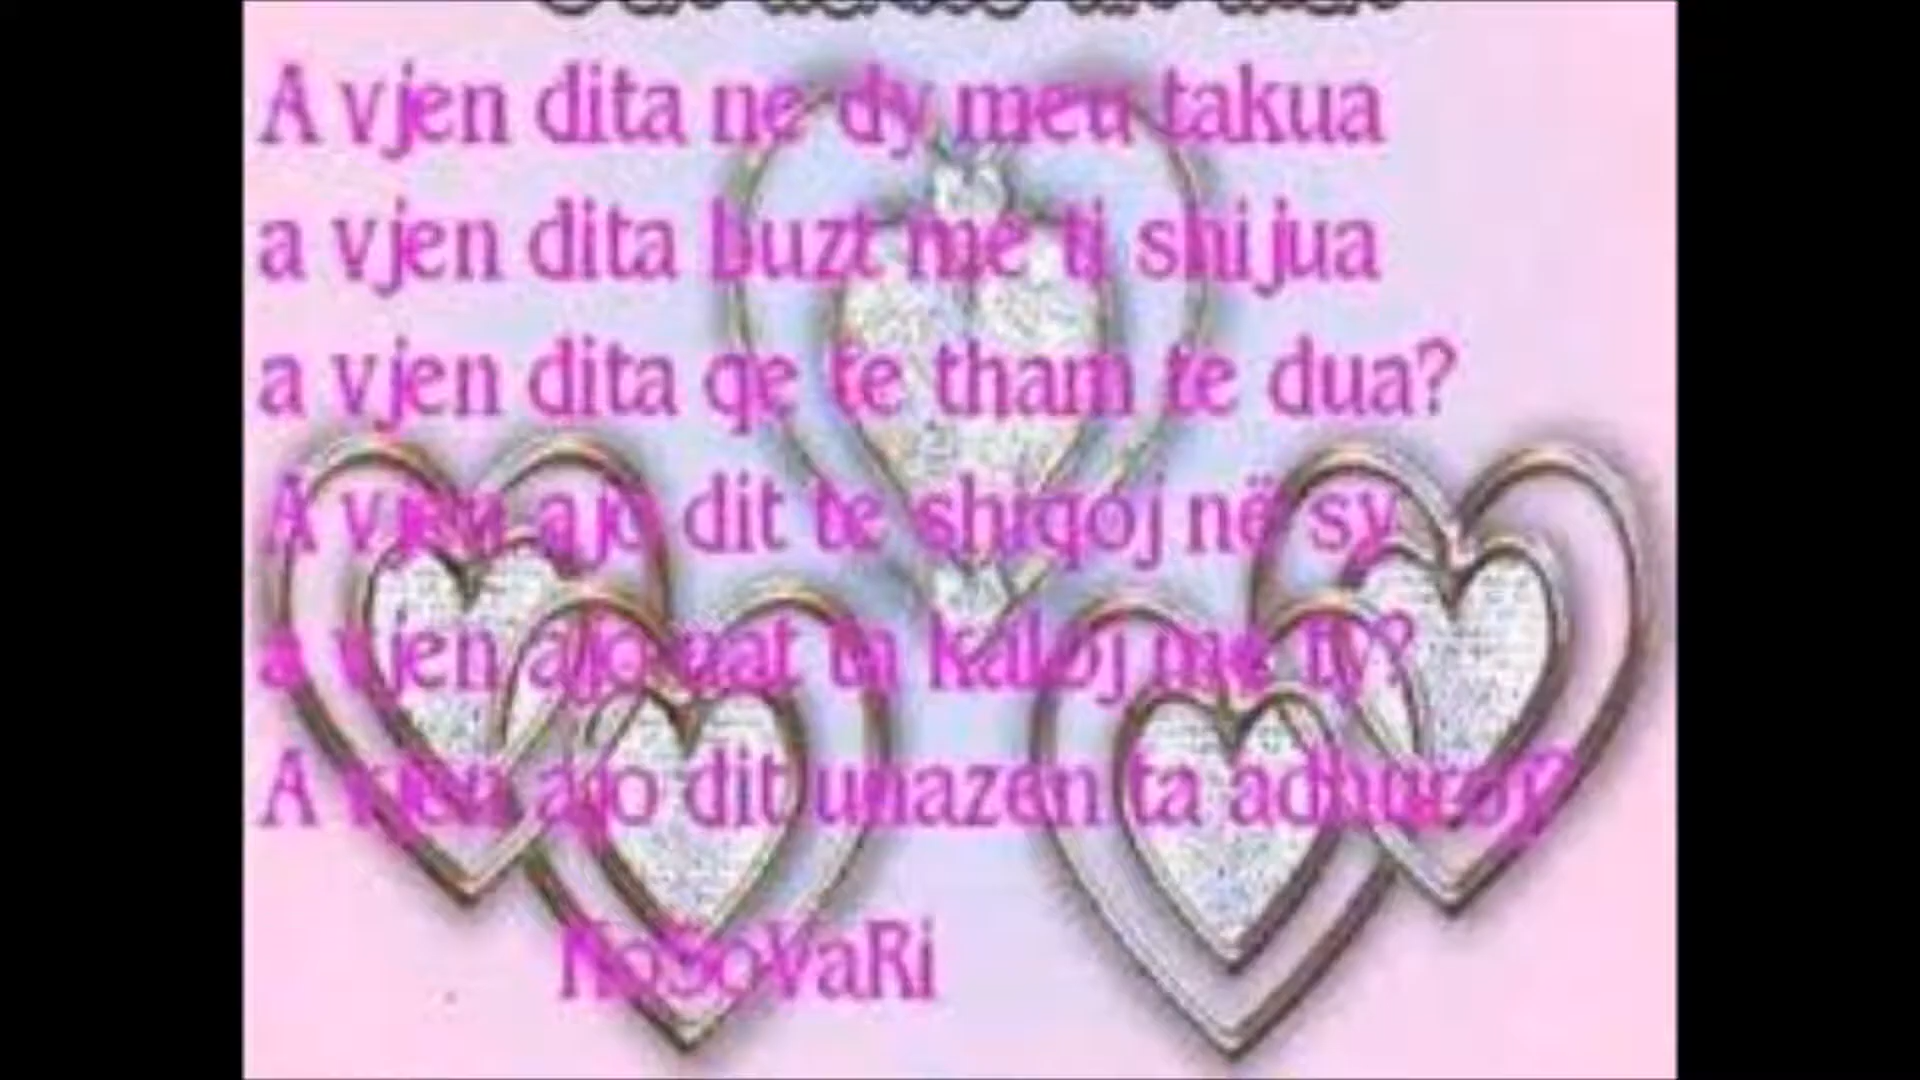 A vjen dita ne dy meu takua
a vjen dita buzt me ti shijua
a vjen dita qe te tham te dua?
A vjen ajo dit te shiqoj në sy
a vjen ajo nat ta kaloj me ty?
A vjen ajo dit unazen ta adhuroj?
KoSoVaRi